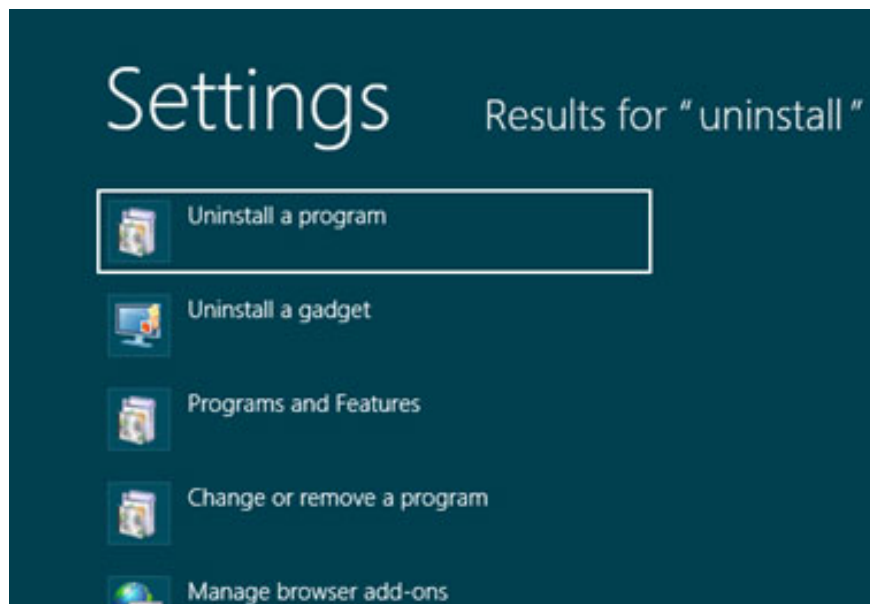 Settings
Results for "uninstall"
Uninstall a program
Uninstall a gadget
Programs and Features
Change or remove a program
Manage browser add-ons